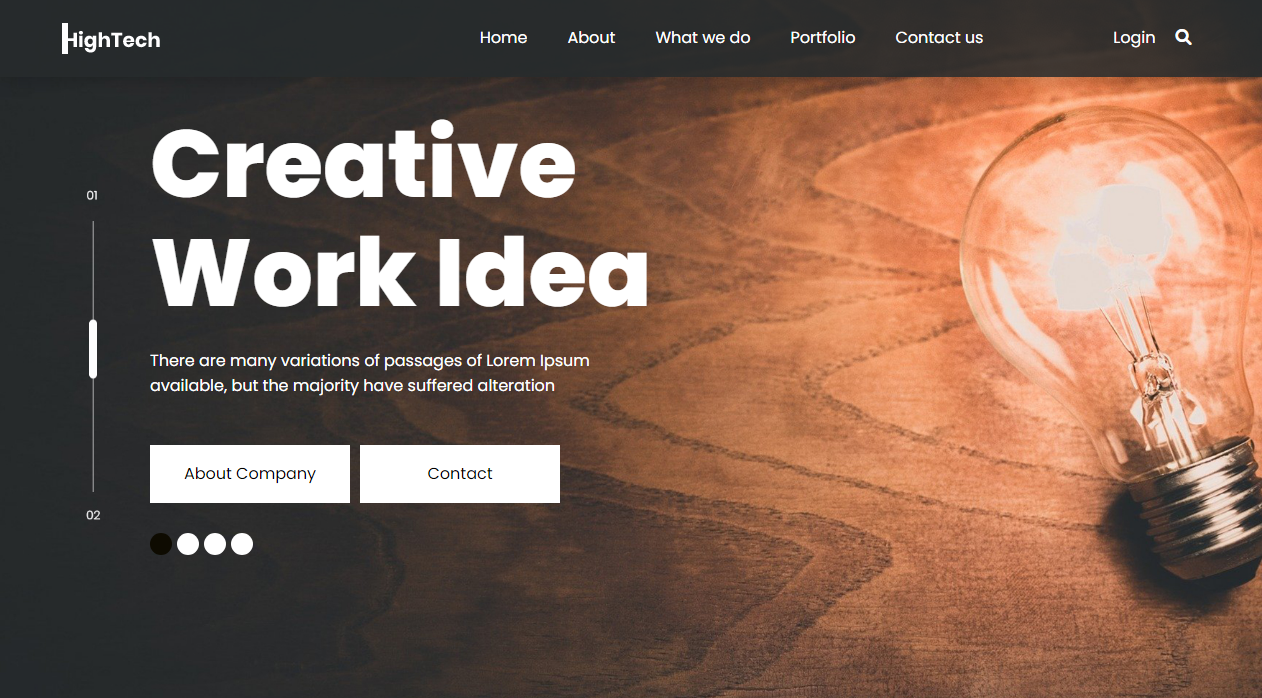 HighTech
Home About What we do Portfolio Contact us Login
Creative
01
Work Idea
There are many variations of passages of Lorem Ipsum
available, but the majority have suffered alteration
About Company Contact
02